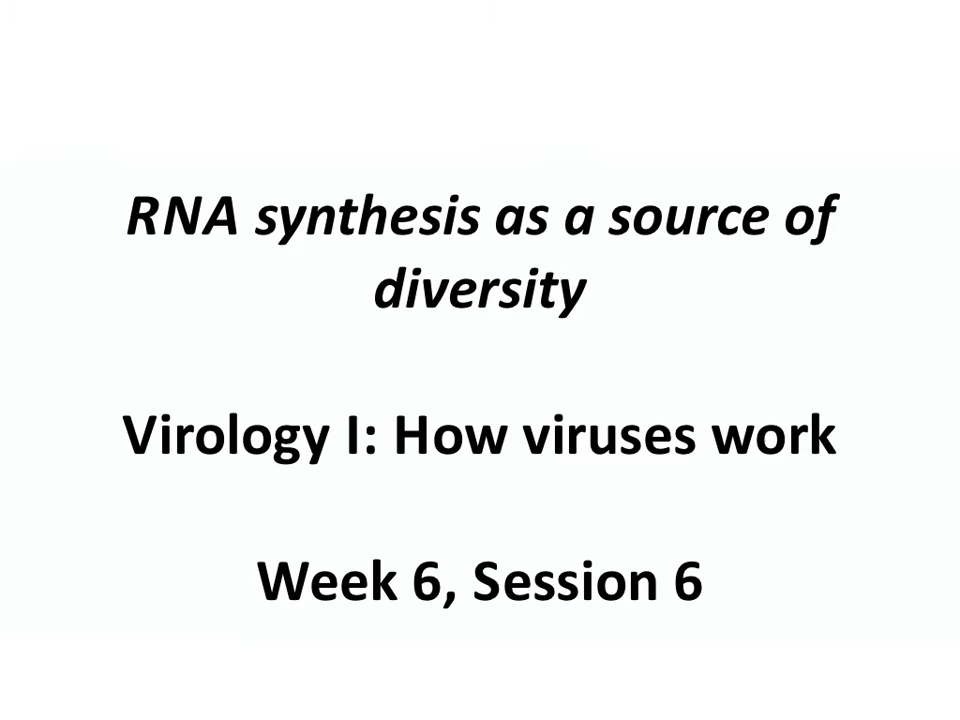 RNA synthesis as a source of
diversity
Virology I: How viruses work
Week 6, Session 6